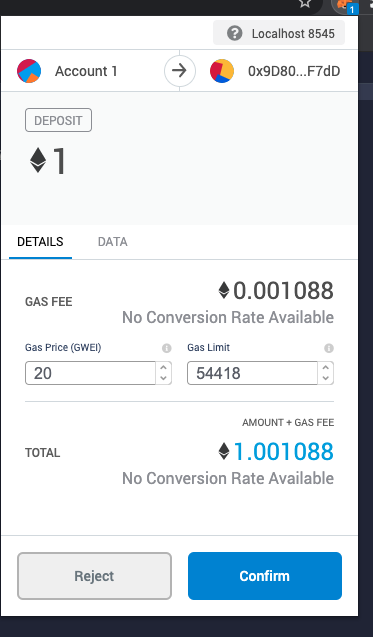 1
Localhost 8545
Account 1
0x9D80...F7dD
DEPOSIT
1
DETAILS
DATA
GAS FEE
0.001088
No Conversion Rate Available
Gas Price (GWEI)
Gas Limit
20
54418
AMOUNT + GAS FEE
TOTAL
1.001088
No Conversion Rate Available
Reject
Confirm